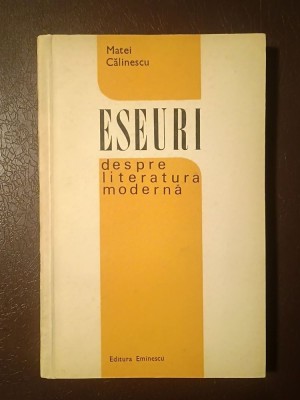 Matei
Călinescu
ESEURI
despre
literatura
modernă
Editura Eminescu